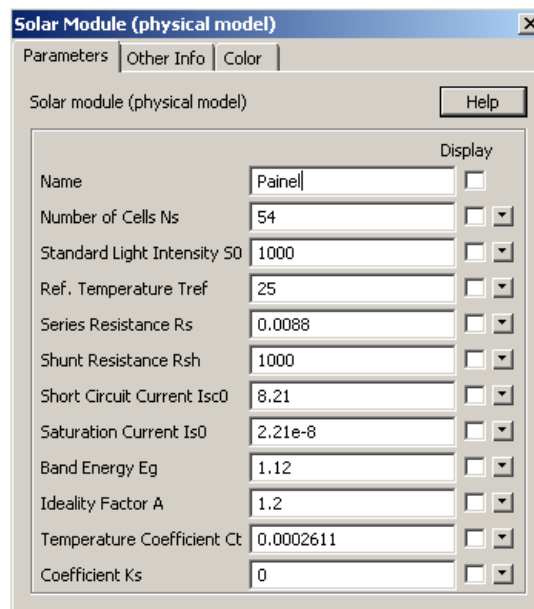 Solar Module (physical model)
Parameters Other Info Color
Solar module (physical model) Help
Display
Name Painel
Number of Cells Ns 54
Standard Light Intensity S0 1000
Ref. Temperature Tref 25
Series Resistance Rs 0.0088
Shunt Resistance Rsh 1000
Short Circuit Current Isc0 8.21
Saturation Current Is0 2.21e-8
Band Energy Eg 1.12
Ideality Factor A 1.2
Temperature Coefficient Ct 0.0002611
Coefficient Ks 0